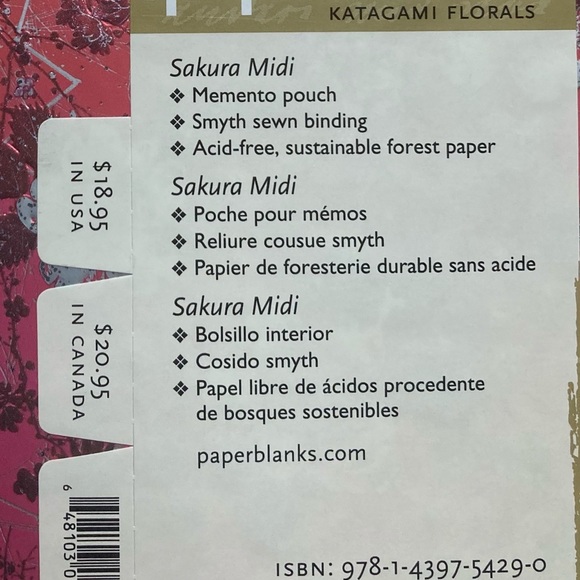 KATAGAMI FLORALS
Sakura Midi
❖ Memento pouch
❖ Smyth sewn binding
❖ Acid-free, sustainable forest paper
Sakura Midi
❖ Poche pour mémos
❖ Reliure cousue smyth
❖ Papier de foresterie durable sans acide
Sakura Midi
❖ Bolsillo interior
❖ Cosido smyth
❖ Papel libre de ácidos procedente
de bosques sostenibles
paperblanks.com
ISBN: 978-1-4397-5429-0
$18.95
IN USA
$20.95
IN CANADA
6 48103 0